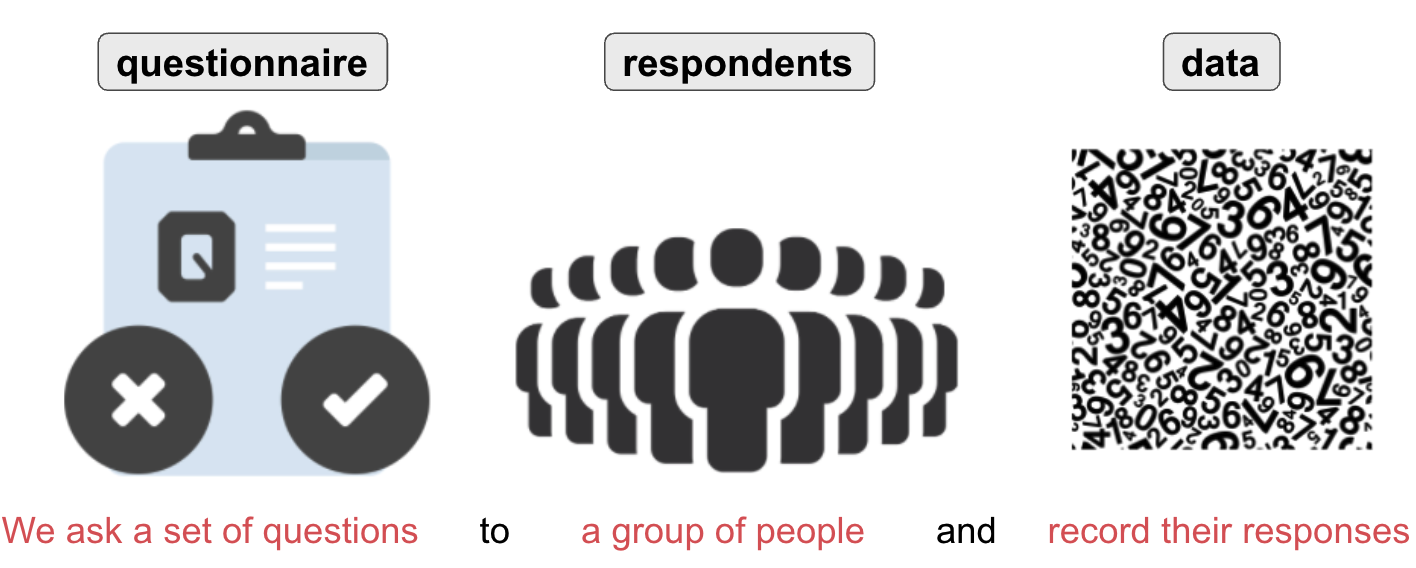 questionnaire respondents data
Q
We ask a set of questions to a group of people and record their responses